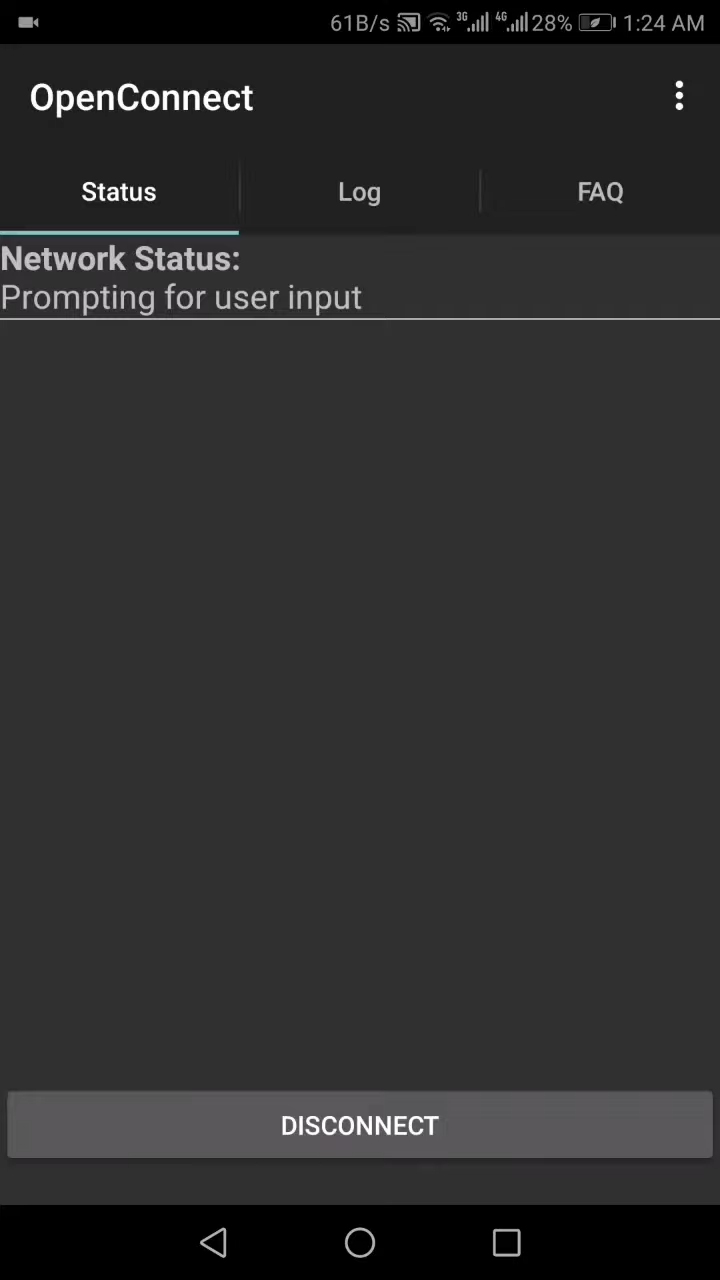 61B/s 3G 4G 28% 1:24 AM
OpenConnect
Status Log FAQ
Network Status:
Prompting for user input
DISCONNECT